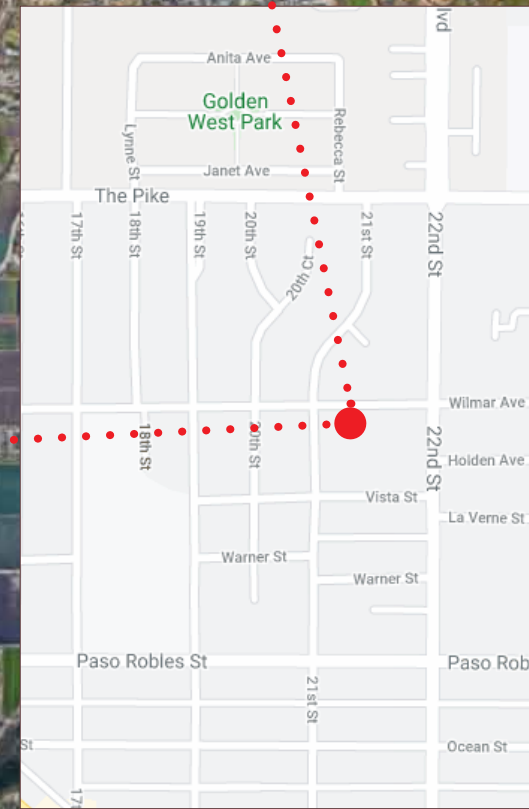 lvd
Anita Ave
Golden
West Park
Lynne St
Rebecca St
Janet Ave
The Pike
17th St
18th St
19th St
20th St
21st St
22nd St
20th Ct
Wilmar Ave
18th St
20th St
22nd St
Holden Ave
Vista St
La Verne St
Warner St
Warner St
Paso Robles St
Paso Rob
21st St
St
Ocean St
17t